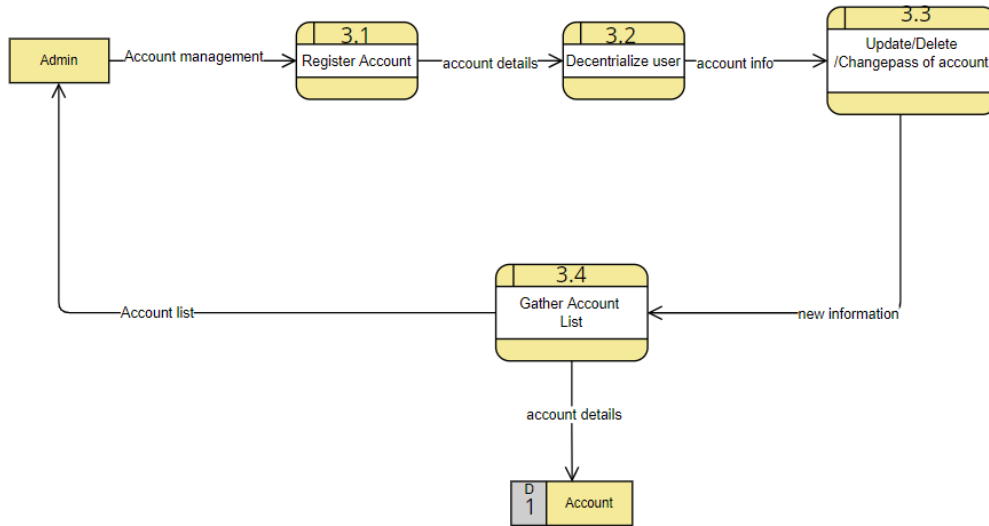 3.1
3.2
3.3
Admin
Account management
Register Account
account details
Decentrialize user
account info
Update/Delete
/Changepass of account
3.4
Gather Account
List
Account list
new information
account details
D
1
Account